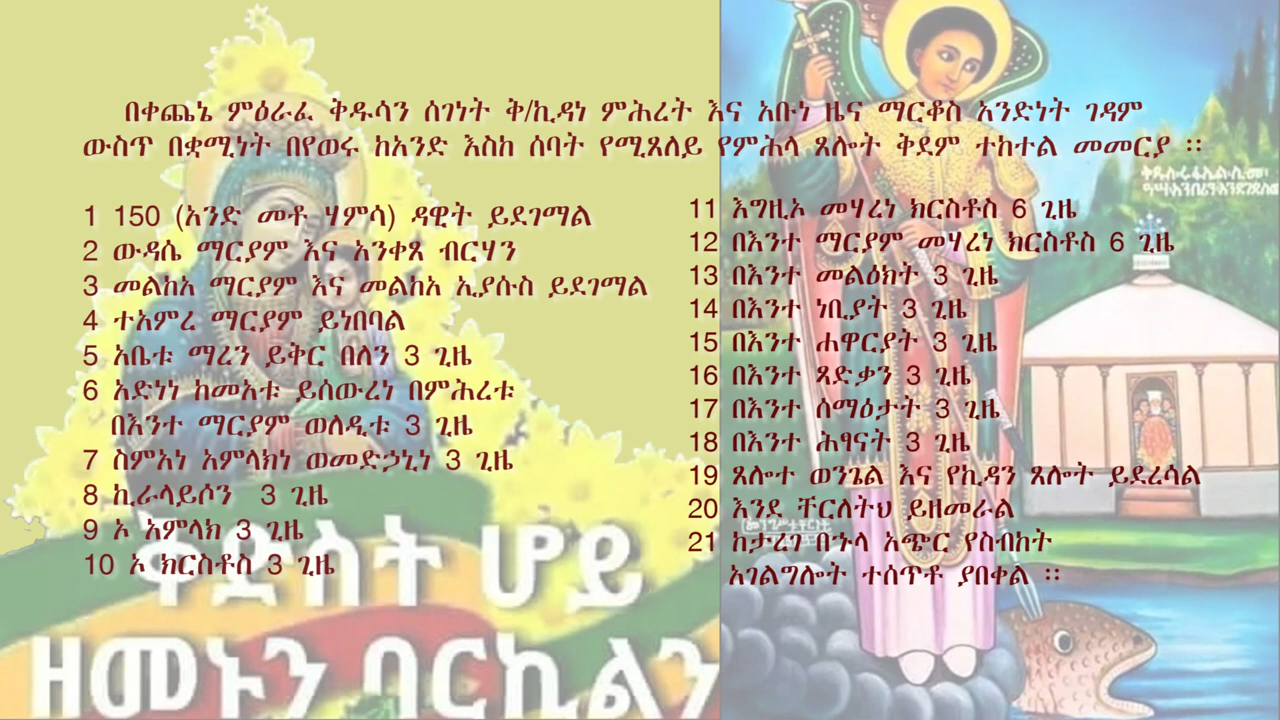 በቀጨኔ ምዕራፈ ቅዱሳን ሰገነት ቅ/ኪዳነ ምሕረት እና አቡነ ዜና ማርቆስ አንድነት ገዳም
ውስጥ በቋሚነት በየወሩ ከአንድ እስከ ሰባት የሚጸለይ የምሕላ ጸሎት ቅደም ተከተል መመርያ ፡፡
1 150 (አንድ መቶ ሃምሳ) ዳዊት ይደገማል
2 ውዳሴ ማርያም እና አንቀጸ ብርሃን
3 መልከአ ማርያም እና መልከአ ኢያሱስ ይደገማል
4 ተአምረ ማርያም ይነበባል
5 አቤቱ ማረን ይቅር በለን 3 ጊዜ
6 አድነነ ከመአቱ ይሰውረነ በምሕረቱ
በእንተ ማርያም ወለዲቱ 3 ጊዜ
7 ስምአነ አምላክነ ወመድኃኒነ 3 ጊዜ
8 ኪራላይሶን 3 ጊዜ
9 ኦ አምላክ 3 ጊዜ
10 ኦ ክርስቶስ 3 ጊዜ
11 እግዚኦ መሃረነ ክርስቶስ 6 ጊዜ
12 በእንተ ማርያም መሃረነ ክርስቶስ 6 ጊዜ
13 በእንተ መልዕክት 3 ጊዜ
14 በእንተ ነቢያት 3 ጊዜ
15 በእንተ ሐዋርያት 3 ጊዜ
16 በእንተ ጻድቃን 3 ጊዜ
17 በእንተ ሰማዕታት 3 ጊዜ
18 በእንተ ሕፃናት 3 ጊዜ
19 ጸሎተ ወንጌል እና የኪዳን ጸሎት ይደረሳል
20 እንደ ቸርለትህ ይዘመራል
21 ከታረገ በኍላ አጭር የስብከት
አገልግሎት ተሰጥቶ ያበቀል ፡፡
ቅድስት ሆይ
ዘመኑን ባርኪልን